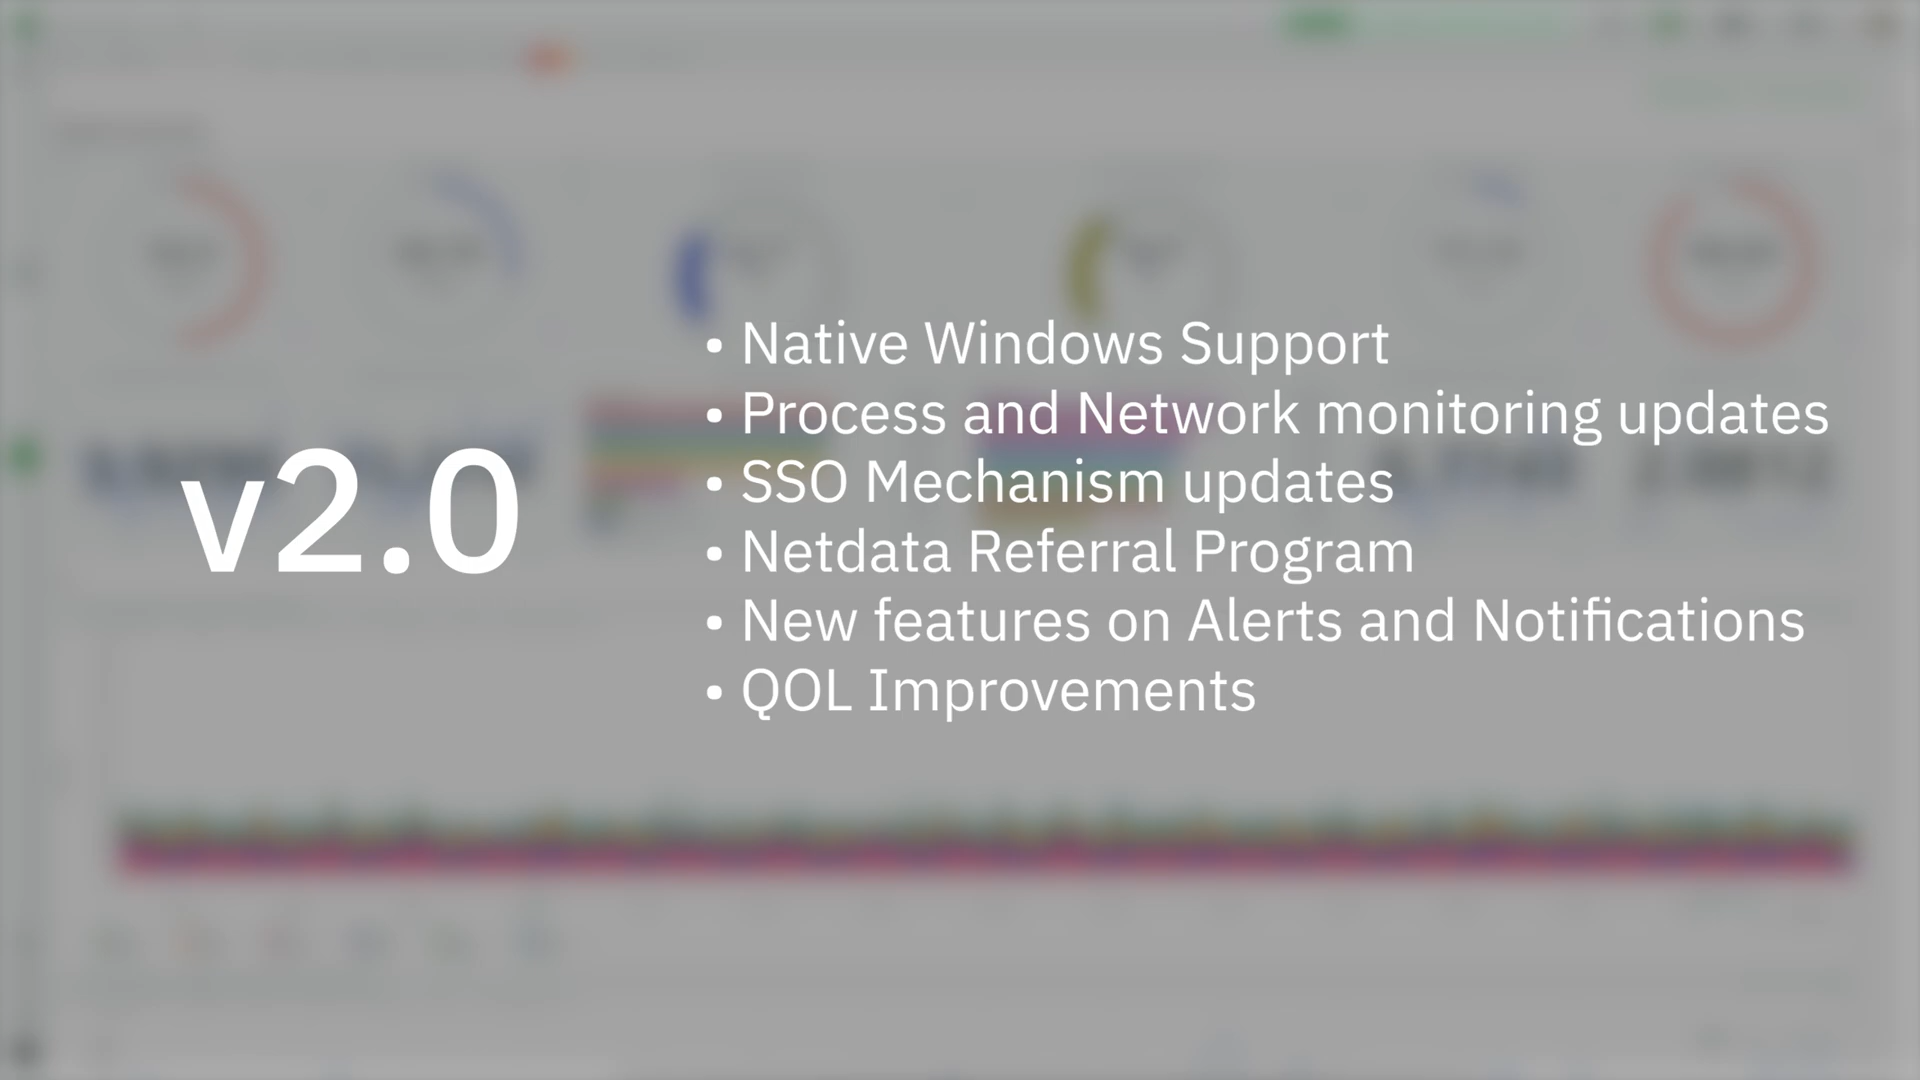 v2.0
• Native Windows Support
• Process and Network monitoring updates
• SSO Mechanism updates
• Netdata Referral Program
• New features on Alerts and Notifications
• QOL Improvements